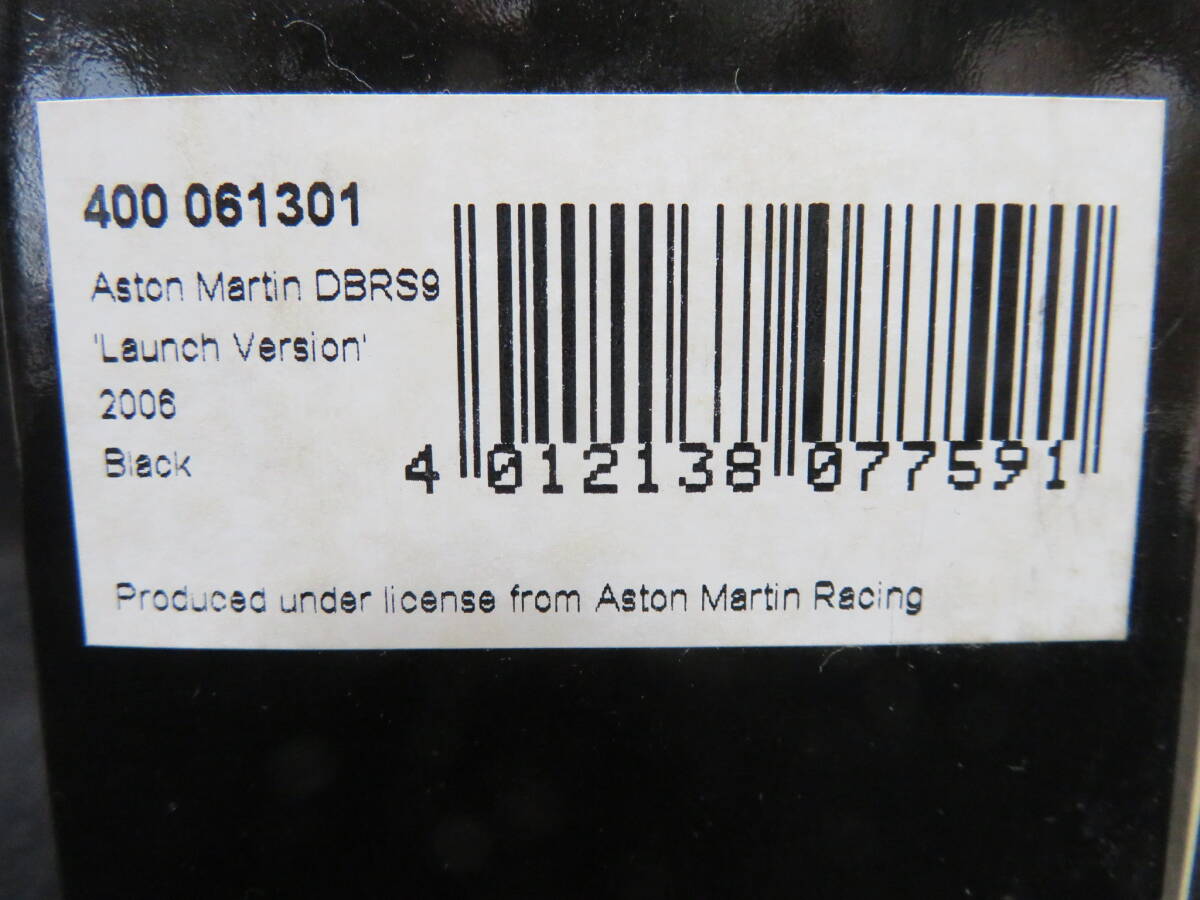 400 061301
Aston Martin DBRS9
'Launch Version'
2006
Black
4 012138 077591
Produced under license from Aston Martin Racing